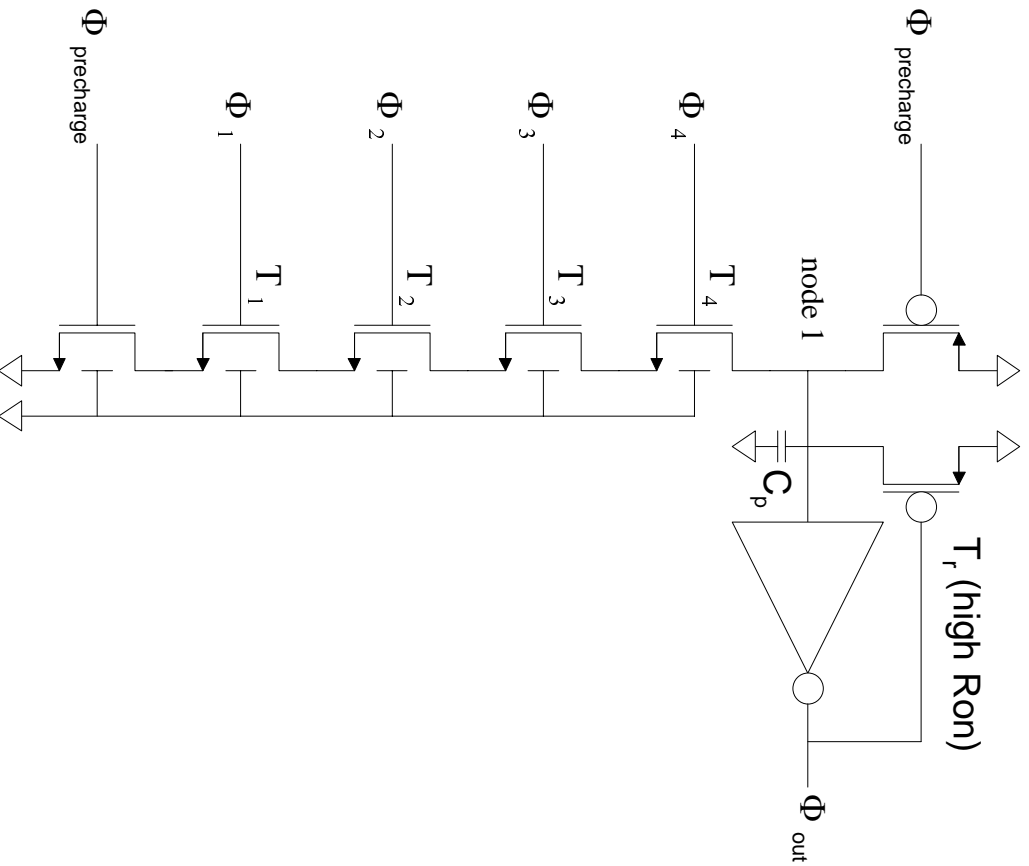 T r (high Ron)
Φ precharge
node 1
Φ out
C p
T 4
Φ 4
T 3
Φ 3
T 2
Φ 2
T 1
Φ 1
Φ precharge